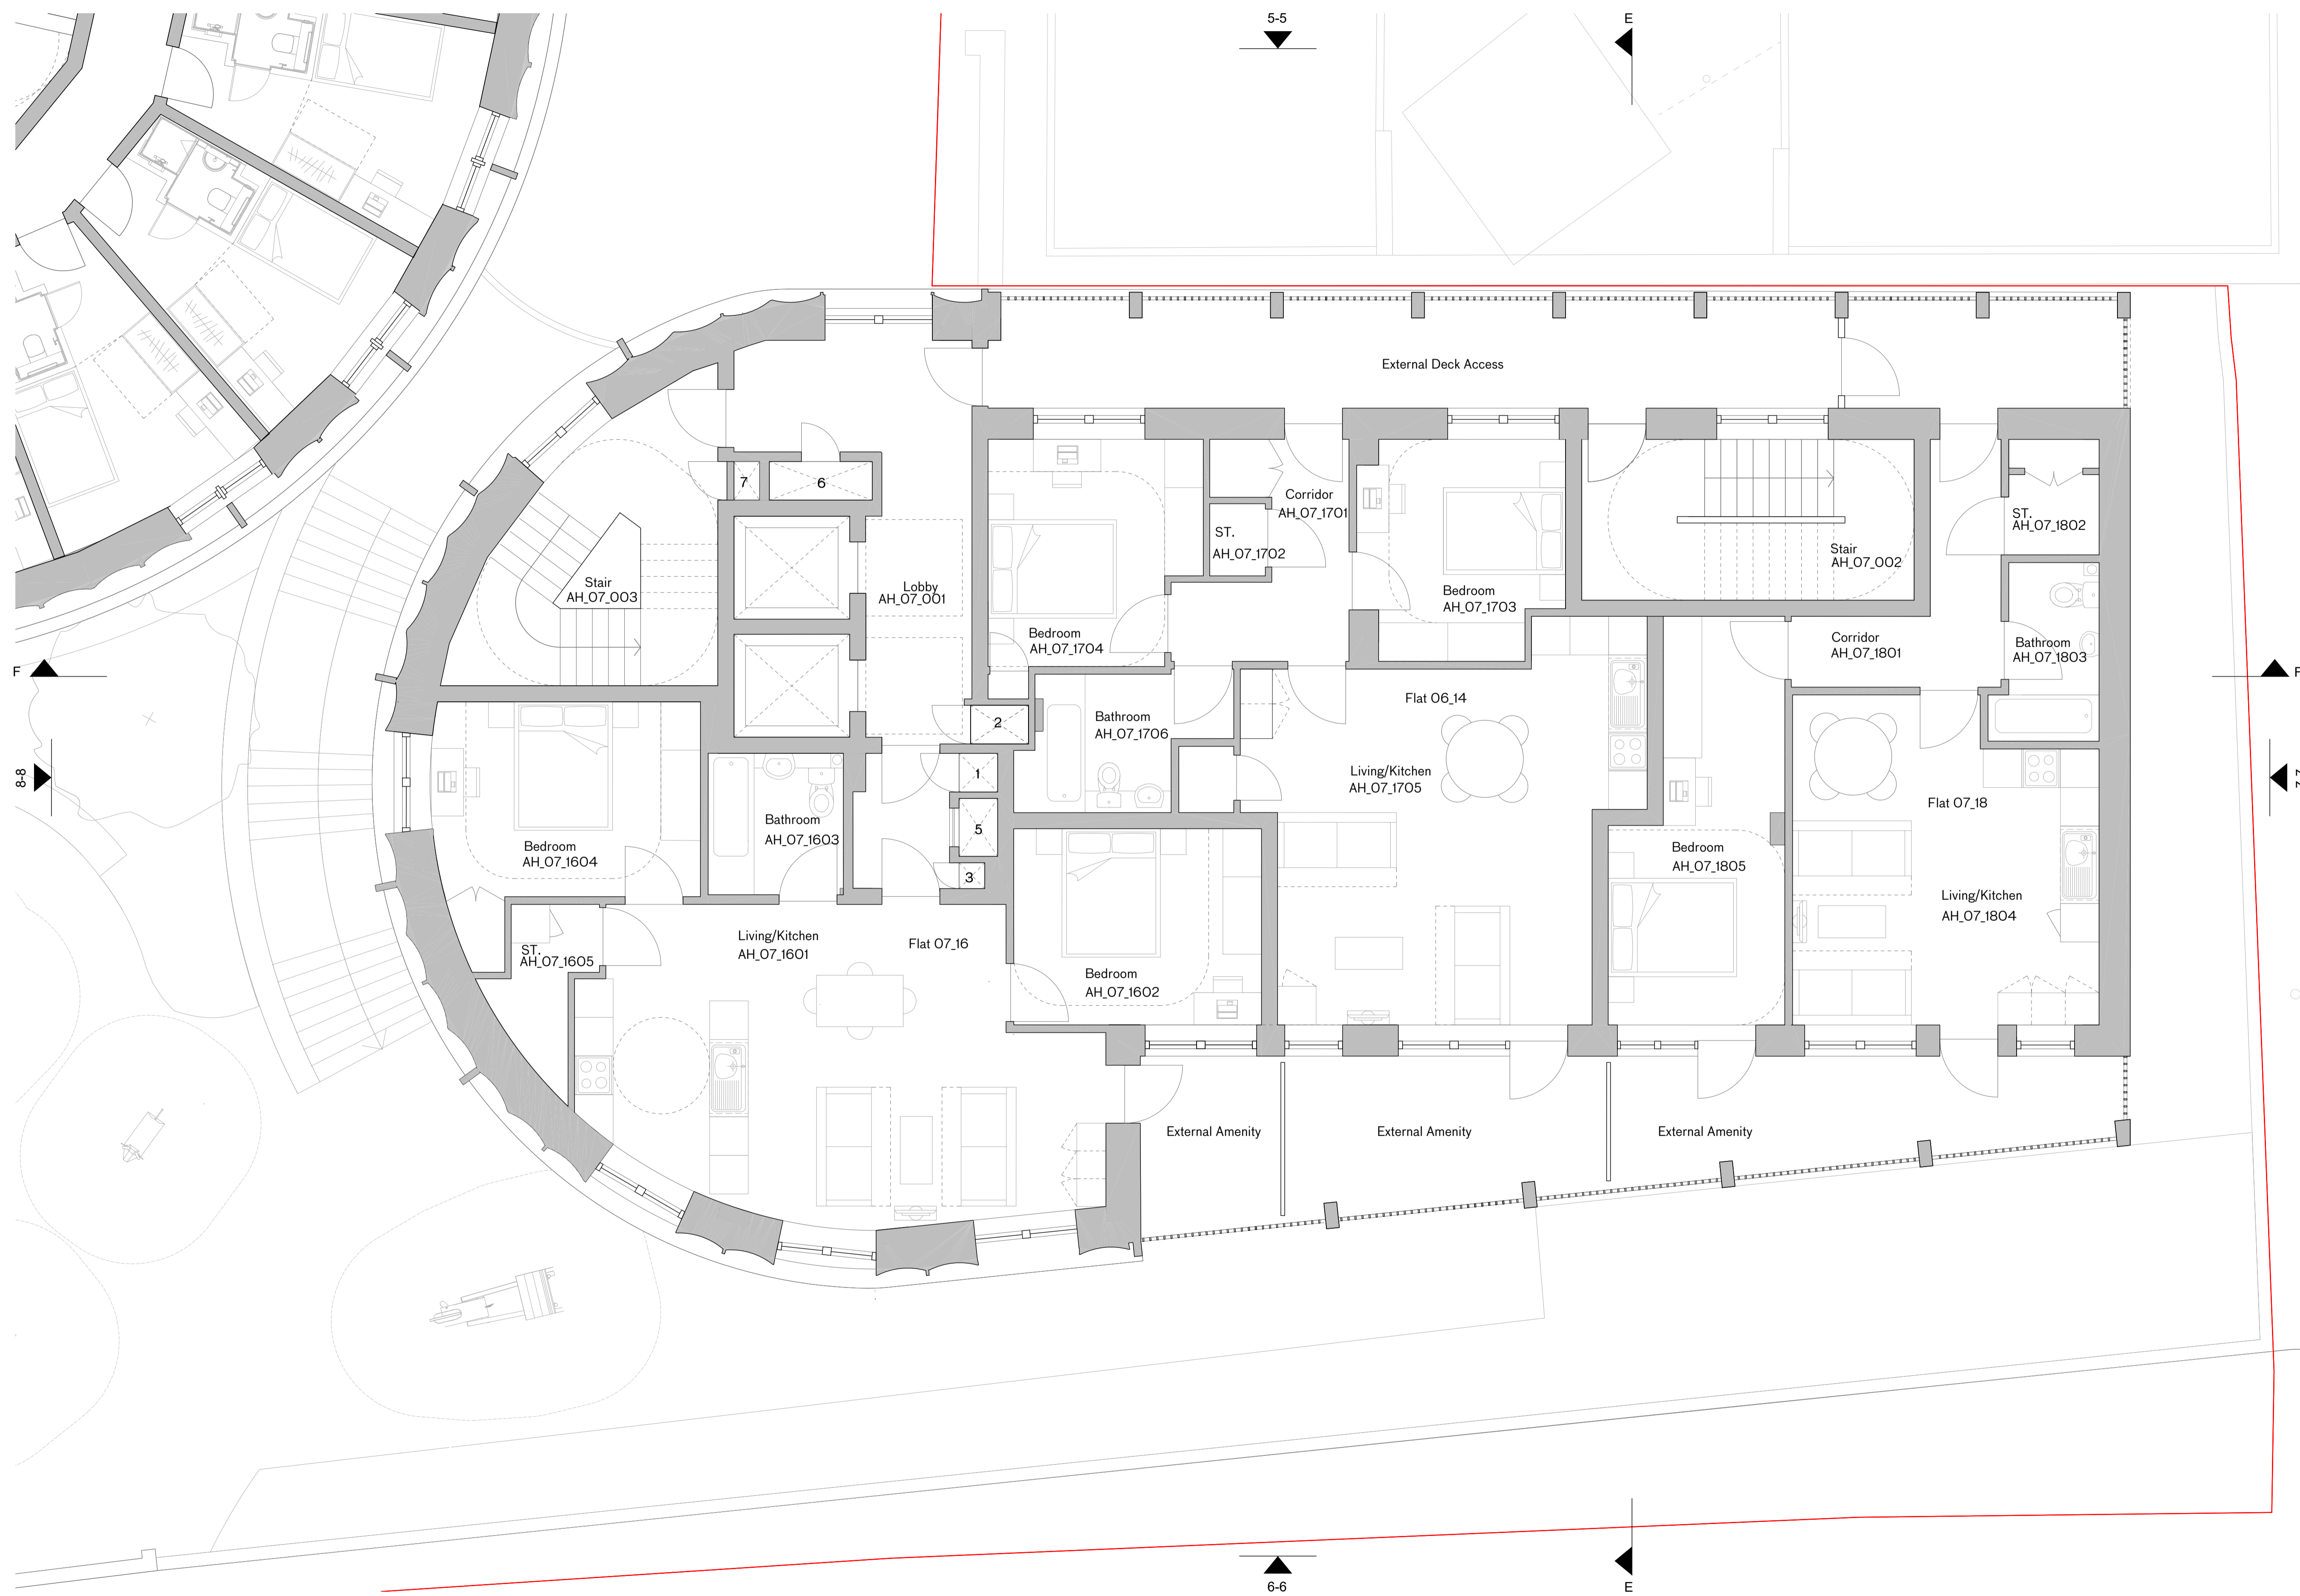 5-5
E
External Deck Access
7
6
Corridor
AH_07_1701
ST.
AH_07_1702
ST.
AH_07_1802
Stair
AH_07_002
Stair
AH_07_003
Lobby
AH_07_001
Bedroom
AH_07_1703
Bedroom
AH_07_1704
Corridor
AH_07_1801
Bathroom
AH_07_1803
F
F
Flat 06_14
2
Bathroom
AH_07_1706
8-8
1
Living/Kitchen
AH_07_1705
Flat 07_18
5
Bathroom
AH_07_1603
Bedroom
AH_07_1604
Bedroom
AH_07_1805
3
Living/Kitchen
AH_07_1804
Living/Kitchen
AH_07_1601
Flat 07_16
ST.
AH_07_1605
Bedroom
AH_07_1602
External Amenity
External Amenity
External Amenity
6-6
E